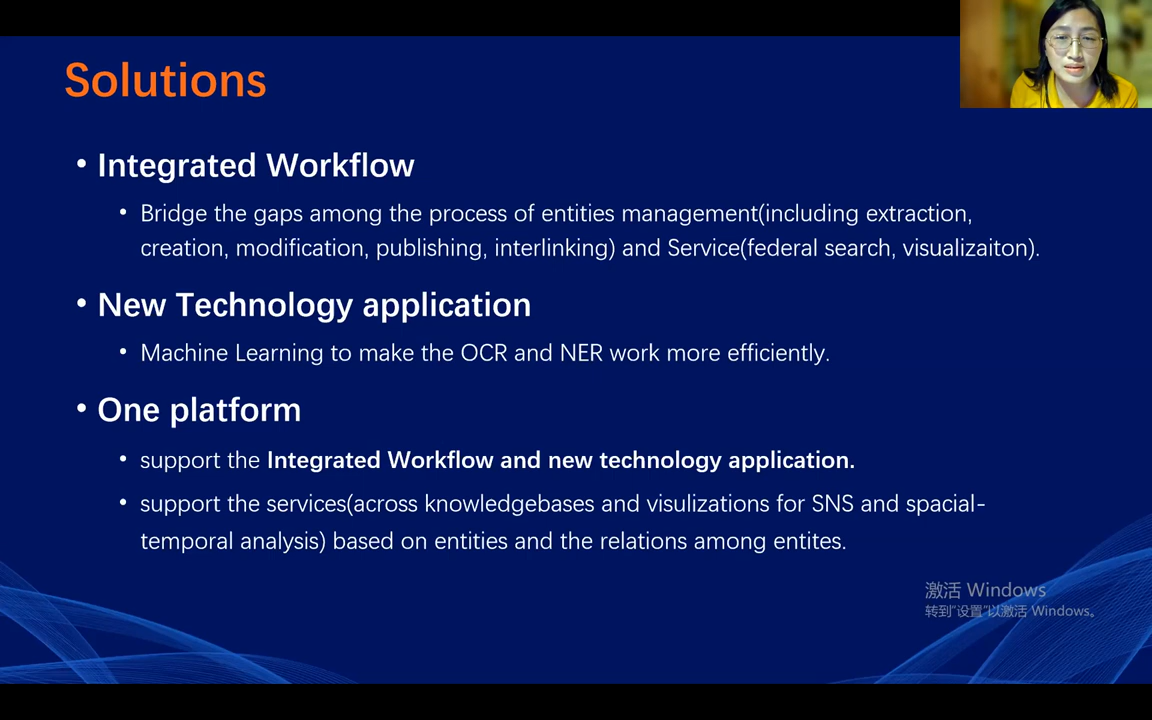 Solutions
• Integrated Workflow
• Bridge the gaps among the process of entities management(including extraction,
creation, modification, publishing, interlinking) and Service(federal search, visualizaiton).
• New Technology application
• Machine Learning to make the OCR and NER work more efficiently.
• One platform
• support the Integrated Workflow and new technology application.
• support the services(across knowledgebases and visulizations for SNS and spacial-
temporal analysis) based on entities and the relations among entites.
激活 Windows
转到“设置”以激活 Windows。